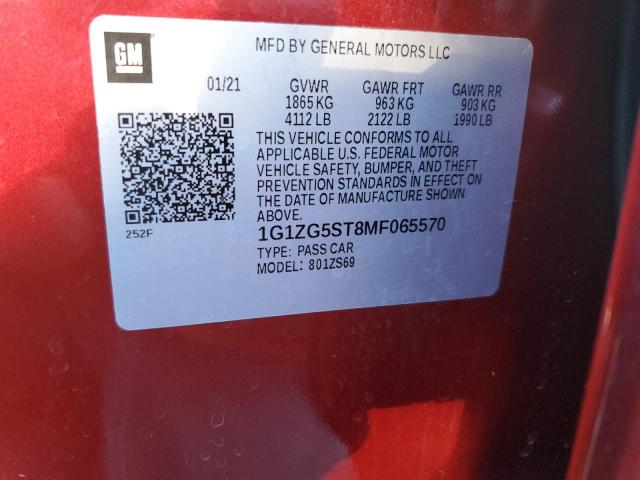 GM
MFD BY GENERAL MOTORS LLC
01/21 GVWR GAWR FRT GAWR RR
1865 KG 963 KG 903 KG
4112 LB 2122 LB 1990 LB
THIS VEHICLE CONFORMS TO ALL
APPLICABLE U.S. FEDERAL MOTOR
VEHICLE SAFETY, BUMPER, AND THEFT
PREVENTION STANDARDS IN EFFECT ON
THE DATE OF MANUFACTURE SHOWN
ABOVE.
252F
1G1ZG5ST8MF065570
TYPE: PASS CAR
MODEL: 801ZS69